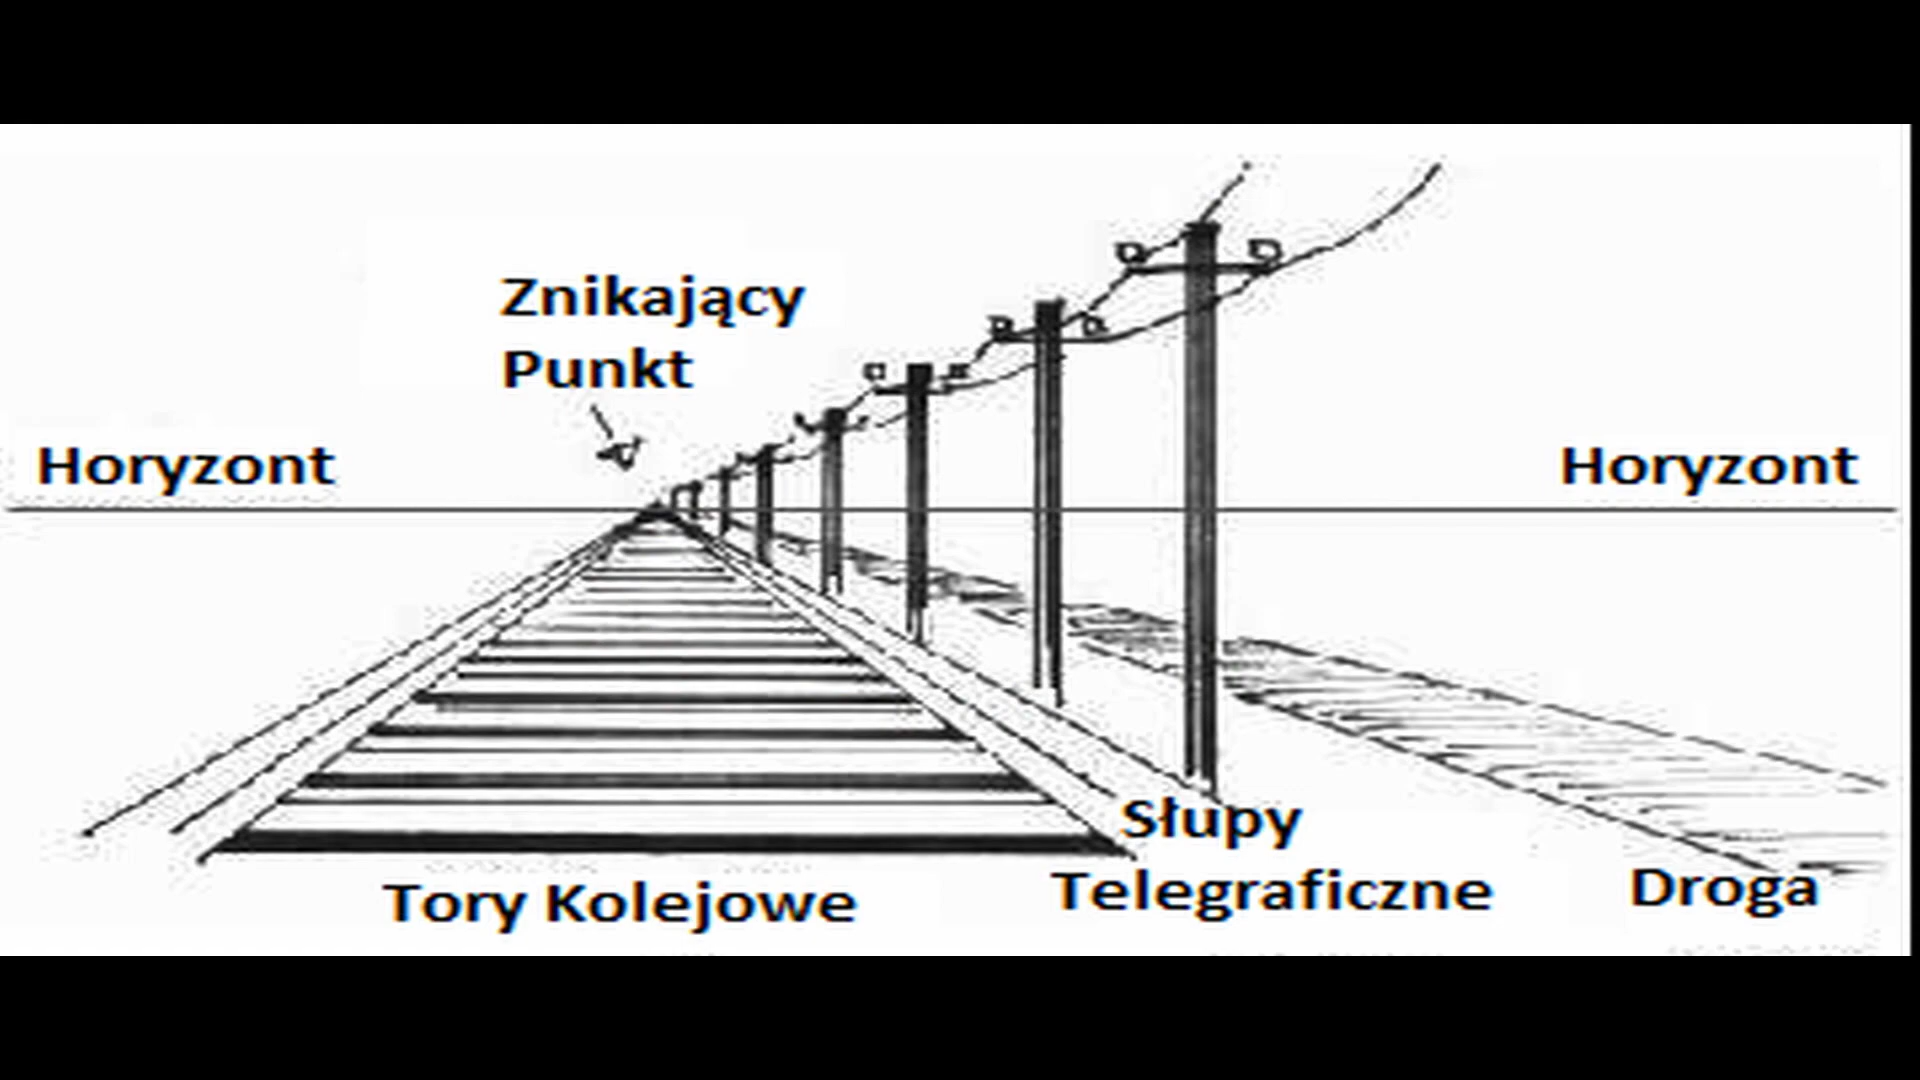 Znikający
Punkt
Horyzont
Horyzont
Słupy
Telegraficzne
Tory Kolejowe
Droga